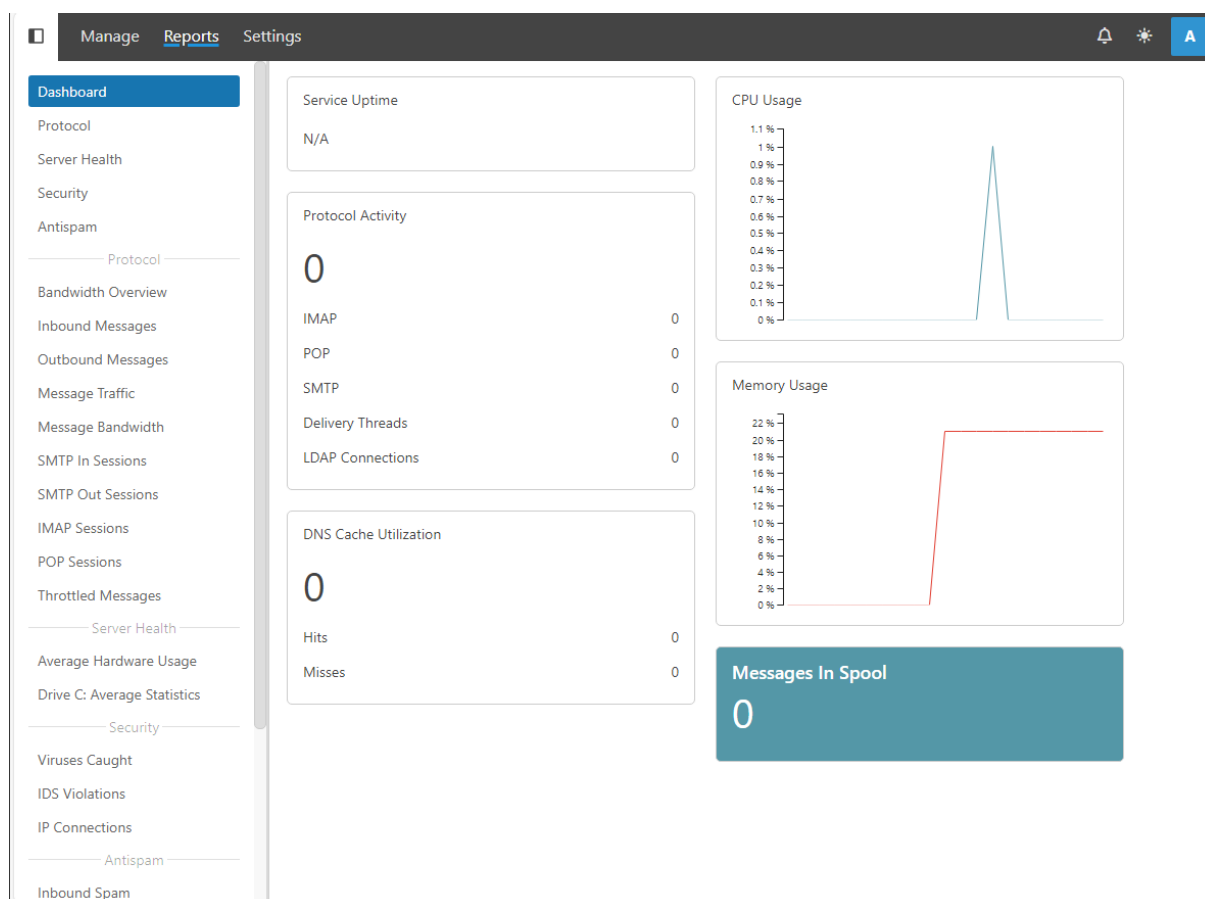 Manage Reports Settings
A
Dashboard
Protocol
Server Health
Security
Antispam
Protocol
Bandwidth Overview
Inbound Messages
Outbound Messages
Message Traffic
Message Bandwidth
SMTP In Sessions
SMTP Out Sessions
IMAP Sessions
POP Sessions
Throttled Messages
Server Health
Average Hardware Usage
Drive C: Average Statistics
Security
Viruses Caught
IDS Violations
IP Connections
Antispam
Inbound Spam
Service Uptime
N/A
Protocol Activity
0
IMAP 0
POP 0
SMTP 0
Delivery Threads 0
LDAP Connections 0
DNS Cache Utilization
0
Hits 0
Misses 0
CPU Usage
1.1 %
1 %
0.9 %
0.8 %
0.7 %
0.6 %
0.5 %
0.4 %
0.3 %
0.2 %
0.1 %
0 %
Memory Usage
22 %
20 %
18 %
16 %
14 %
12 %
10 %
8 %
6 %
4 %
2 %
0 %
Messages In Spool
0